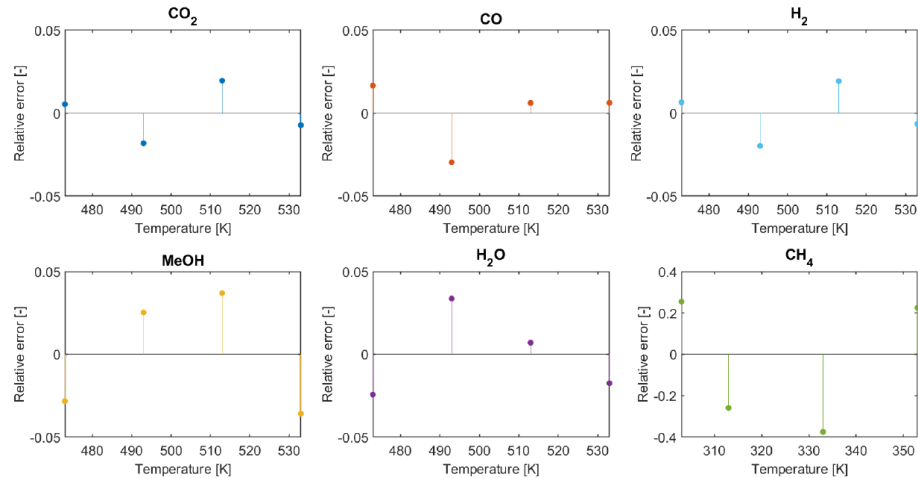 CO2
0.05
0
-0.05
Relative error [-]
480 490 500 510 520 530
Temperature [K]
CO
0.05
0
-0.05
Relative error [-]
480 490 500 510 520 530
Temperature [K]
H2
0.05
0
-0.05
Relative error [-]
480 490 500 510 520 530
Temperature [K]
MeOH
0.05
0
-0.05
Relative error [-]
480 490 500 510 520 530
Temperature [K]
H2O
0.05
0
-0.05
Relative error [-]
480 490 500 510 520 530
Temperature [K]
CH4
0.4
0.2
0
-0.2
-0.4
Relative error [-]
310 320 330 340 350
Temperature [K]